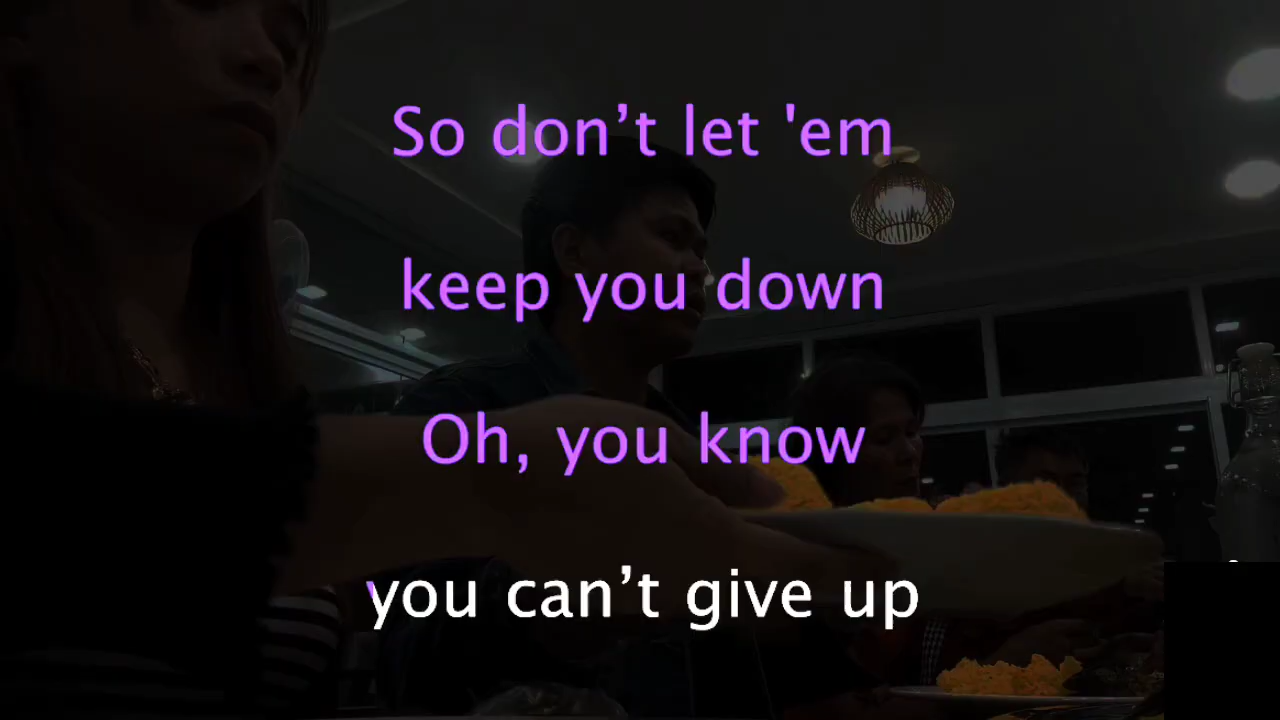 So don’t let 'em
keep you down
Oh, you know
you can’t give up